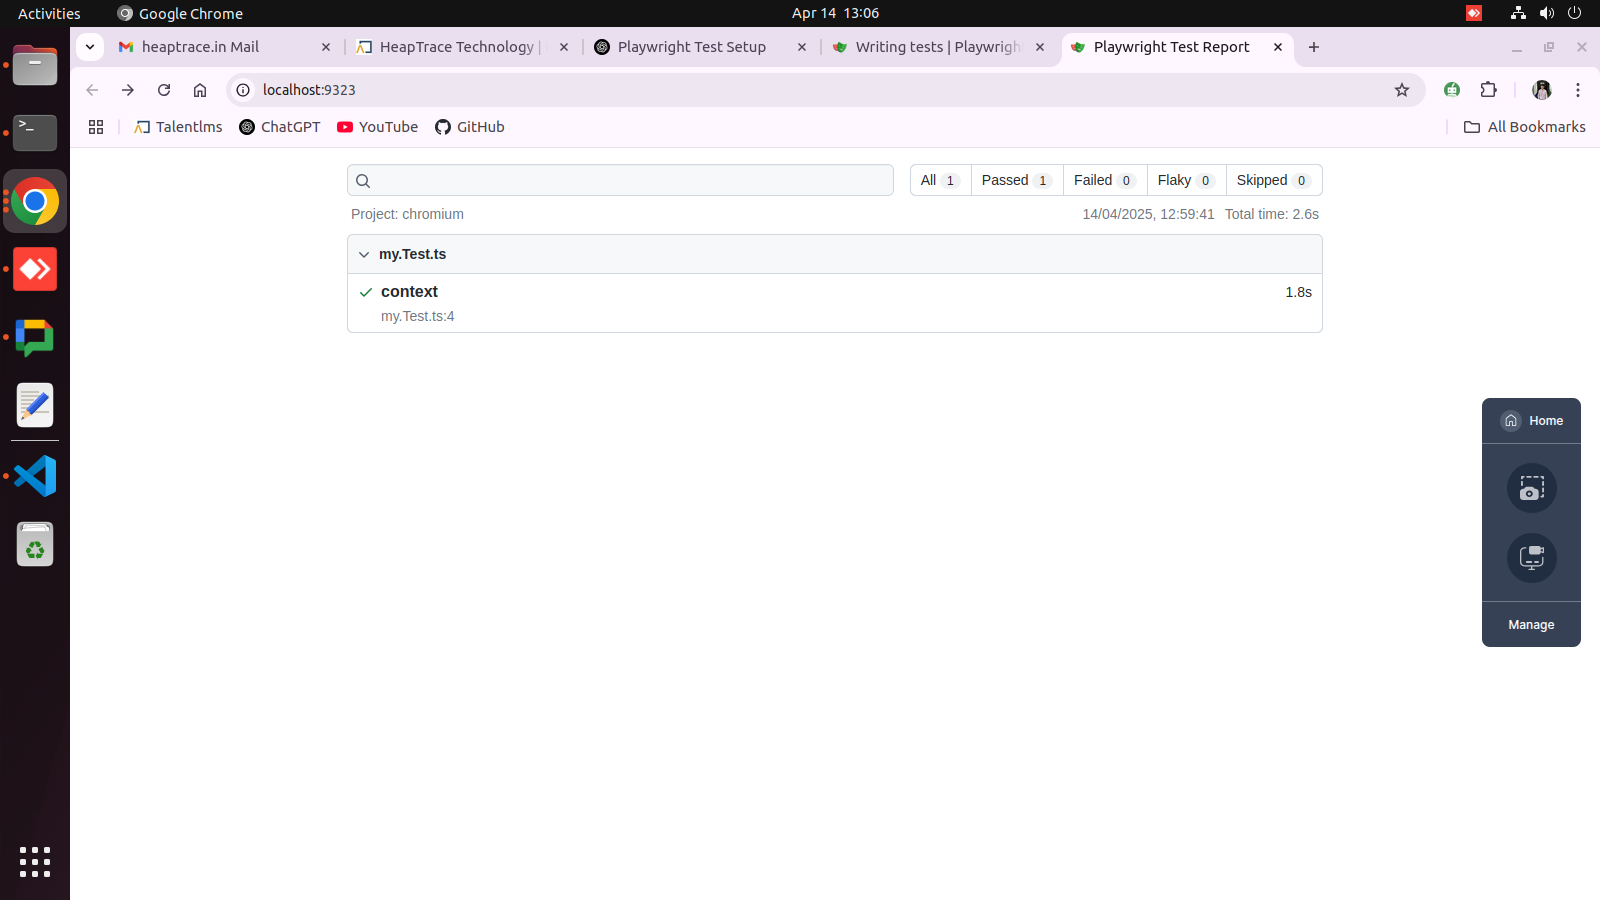 Activities
Google Chrome
Apr 14 13:06
heaptrace.in Mail
HeapTrace Technology |
Playwright Test Setup
Writing tests | Playwrigh
Playwright Test Report
localhost:9323
Talentlms
ChatGPT
YouTube
GitHub
All Bookmarks
All 1
Passed 1
Failed 0
Flaky 0
Skipped 0
Project: chromium
14/04/2025, 12:59:41 Total time: 2.6s
my.Test.ts
context
1.8s
my.Test.ts:4
Home
Manage